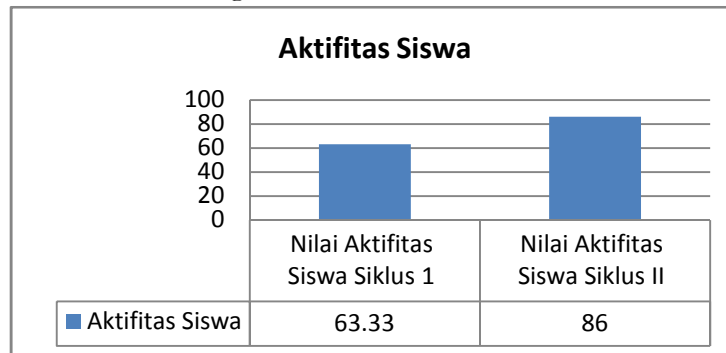 Aktifitas Siswa
100
80
60
40
20
0
Nilai Aktifitas
Siswa Siklus 1
Nilai Aktifitas
Siswa Siklus II
Aktifitas Siswa
63.33
86